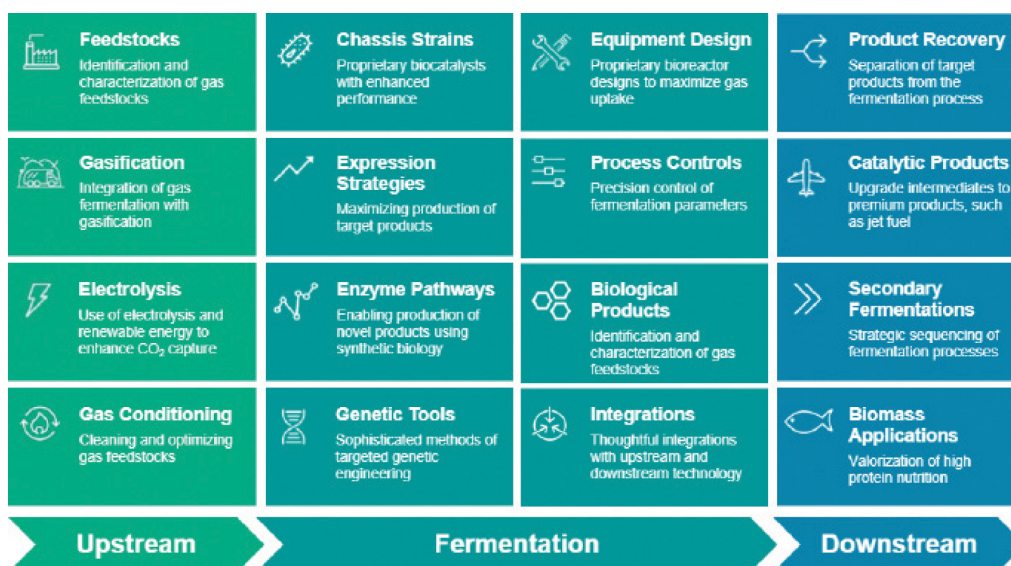 Feedstocks
Identification and
characterization of gas
feedstocks
Chassis Strains
Proprietary biocatalysts
with enhanced
performance
Equipment Design
Proprietary bioreactor
designs to maximize gas
uptake
Product Recovery
Separation of target
products from the
fermentation process
Gasification
Integration of gas
fermentation with
gasification
Expression
Strategies
Maximizing production of
target products
Process Controls
Precision control of
fermentation parameters
Catalytic Products
Upgrade intermediates to
premium products, such
as jet fuel
Electrolysis
Use of electrolysis and
renewable energy to
enhance CO₂ capture
Enzyme Pathways
Enabling production of
novel products using
synthetic biology
Biological
Products
Identification and
characterization of gas
feedstocks
Secondary
Fermentations
Strategic sequencing of
fermentation processes
Gas Conditioning
Cleaning and optimizing
gas feedstocks
Genetic Tools
Sophisticated methods of
targeted genetic
engineering
Integrations
Thoughtful integrations
with upstream and
downstream technology
Biomass
Applications
Valorization of high
protein nutrition
Upstream
Fermentation
Downstream